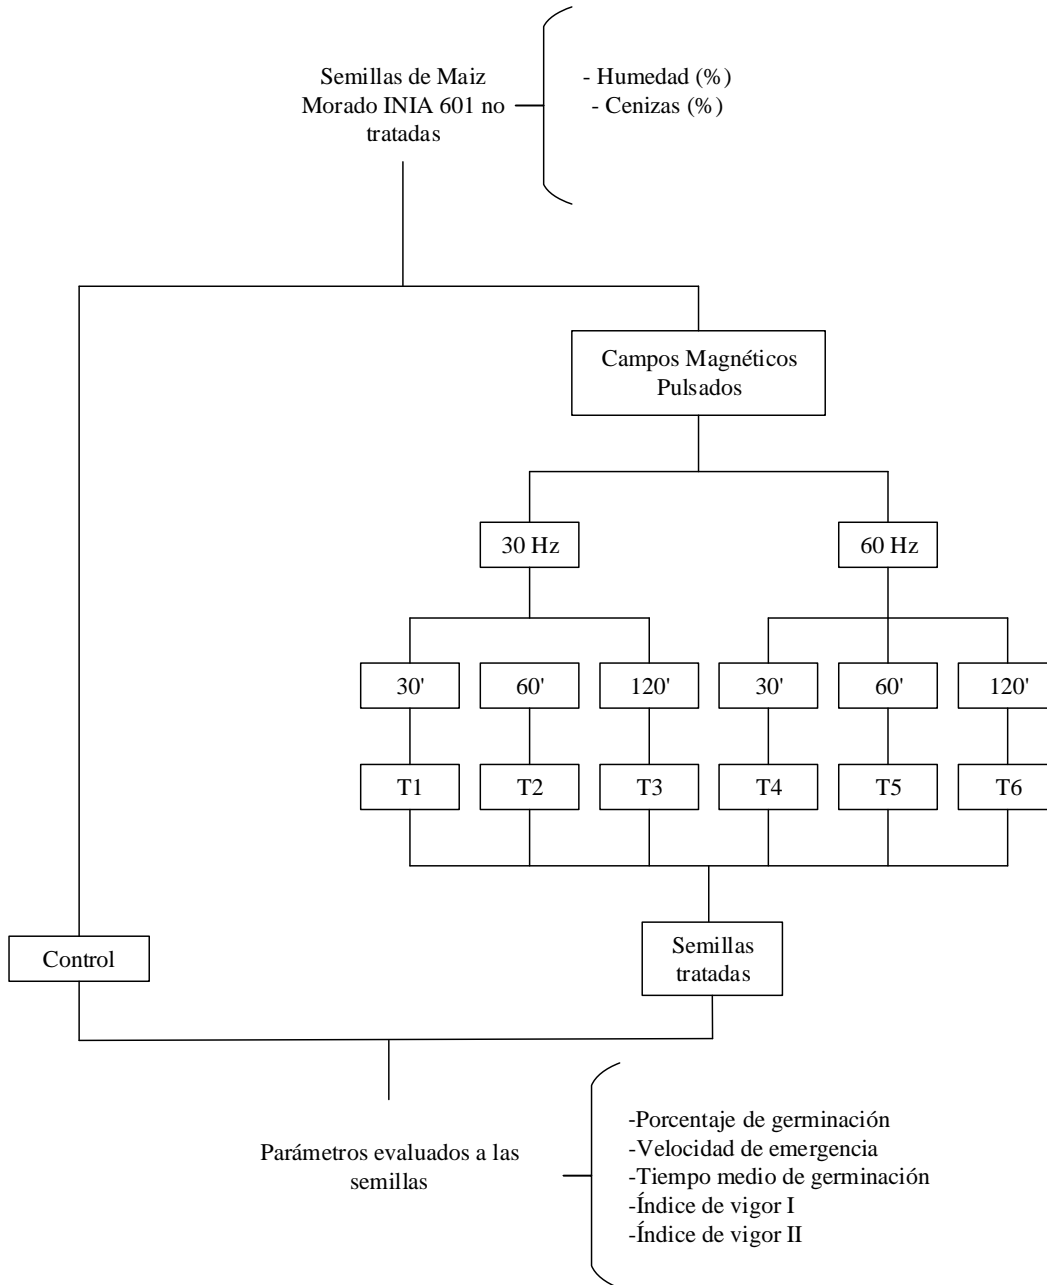 Semillas de Maiz
Morado INIA 601 no
tratadas
- Humedad (%)
- Cenizas (%)
Campos Magnéticos
Pulsados
30 Hz
60 Hz
30'
60'
120'
30'
60'
120'
T1
T2
T3
T4
T5
T6
Control
Semillas
tratadas
Parámetros evaluados a las
semillas
-Porcentaje de germinación
-Velocidad de emergencia
-Tiempo medio de germinación
-Índice de vigor I
-Índice de vigor II